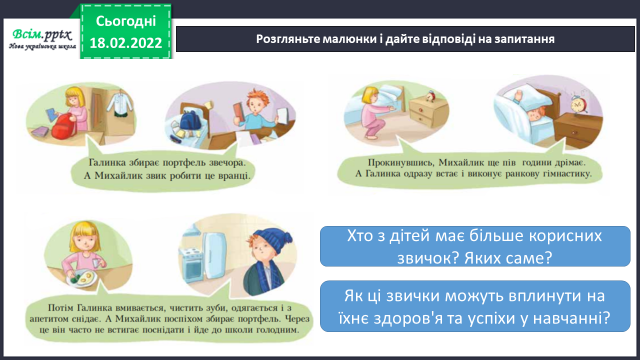 Всім.pptx
Нова українська школа
Сьогодні
18.02.2022
Розгляньте малюнки і дайте відповіді на запитання
Галинка збирає портфель звечора.
А Михайлик звик робити це вранці.
Прокинувшись, Михайлик ще пів години дрімає.
А Галинка одразу встає і виконує ранкову гімнастику.
Потім Галинка вмивається, чистить зуби, одягається і з
апетитом снідає. А Михайлик поспіхом збирає портфель. Через
це він часто не встигає поснідати і йде до школи голодним.
Хто з дітей має більше корисних
звичок? Яких саме?
Як ці звички можуть вплинути на
їхнє здоров'я та успіхи у навчанні?